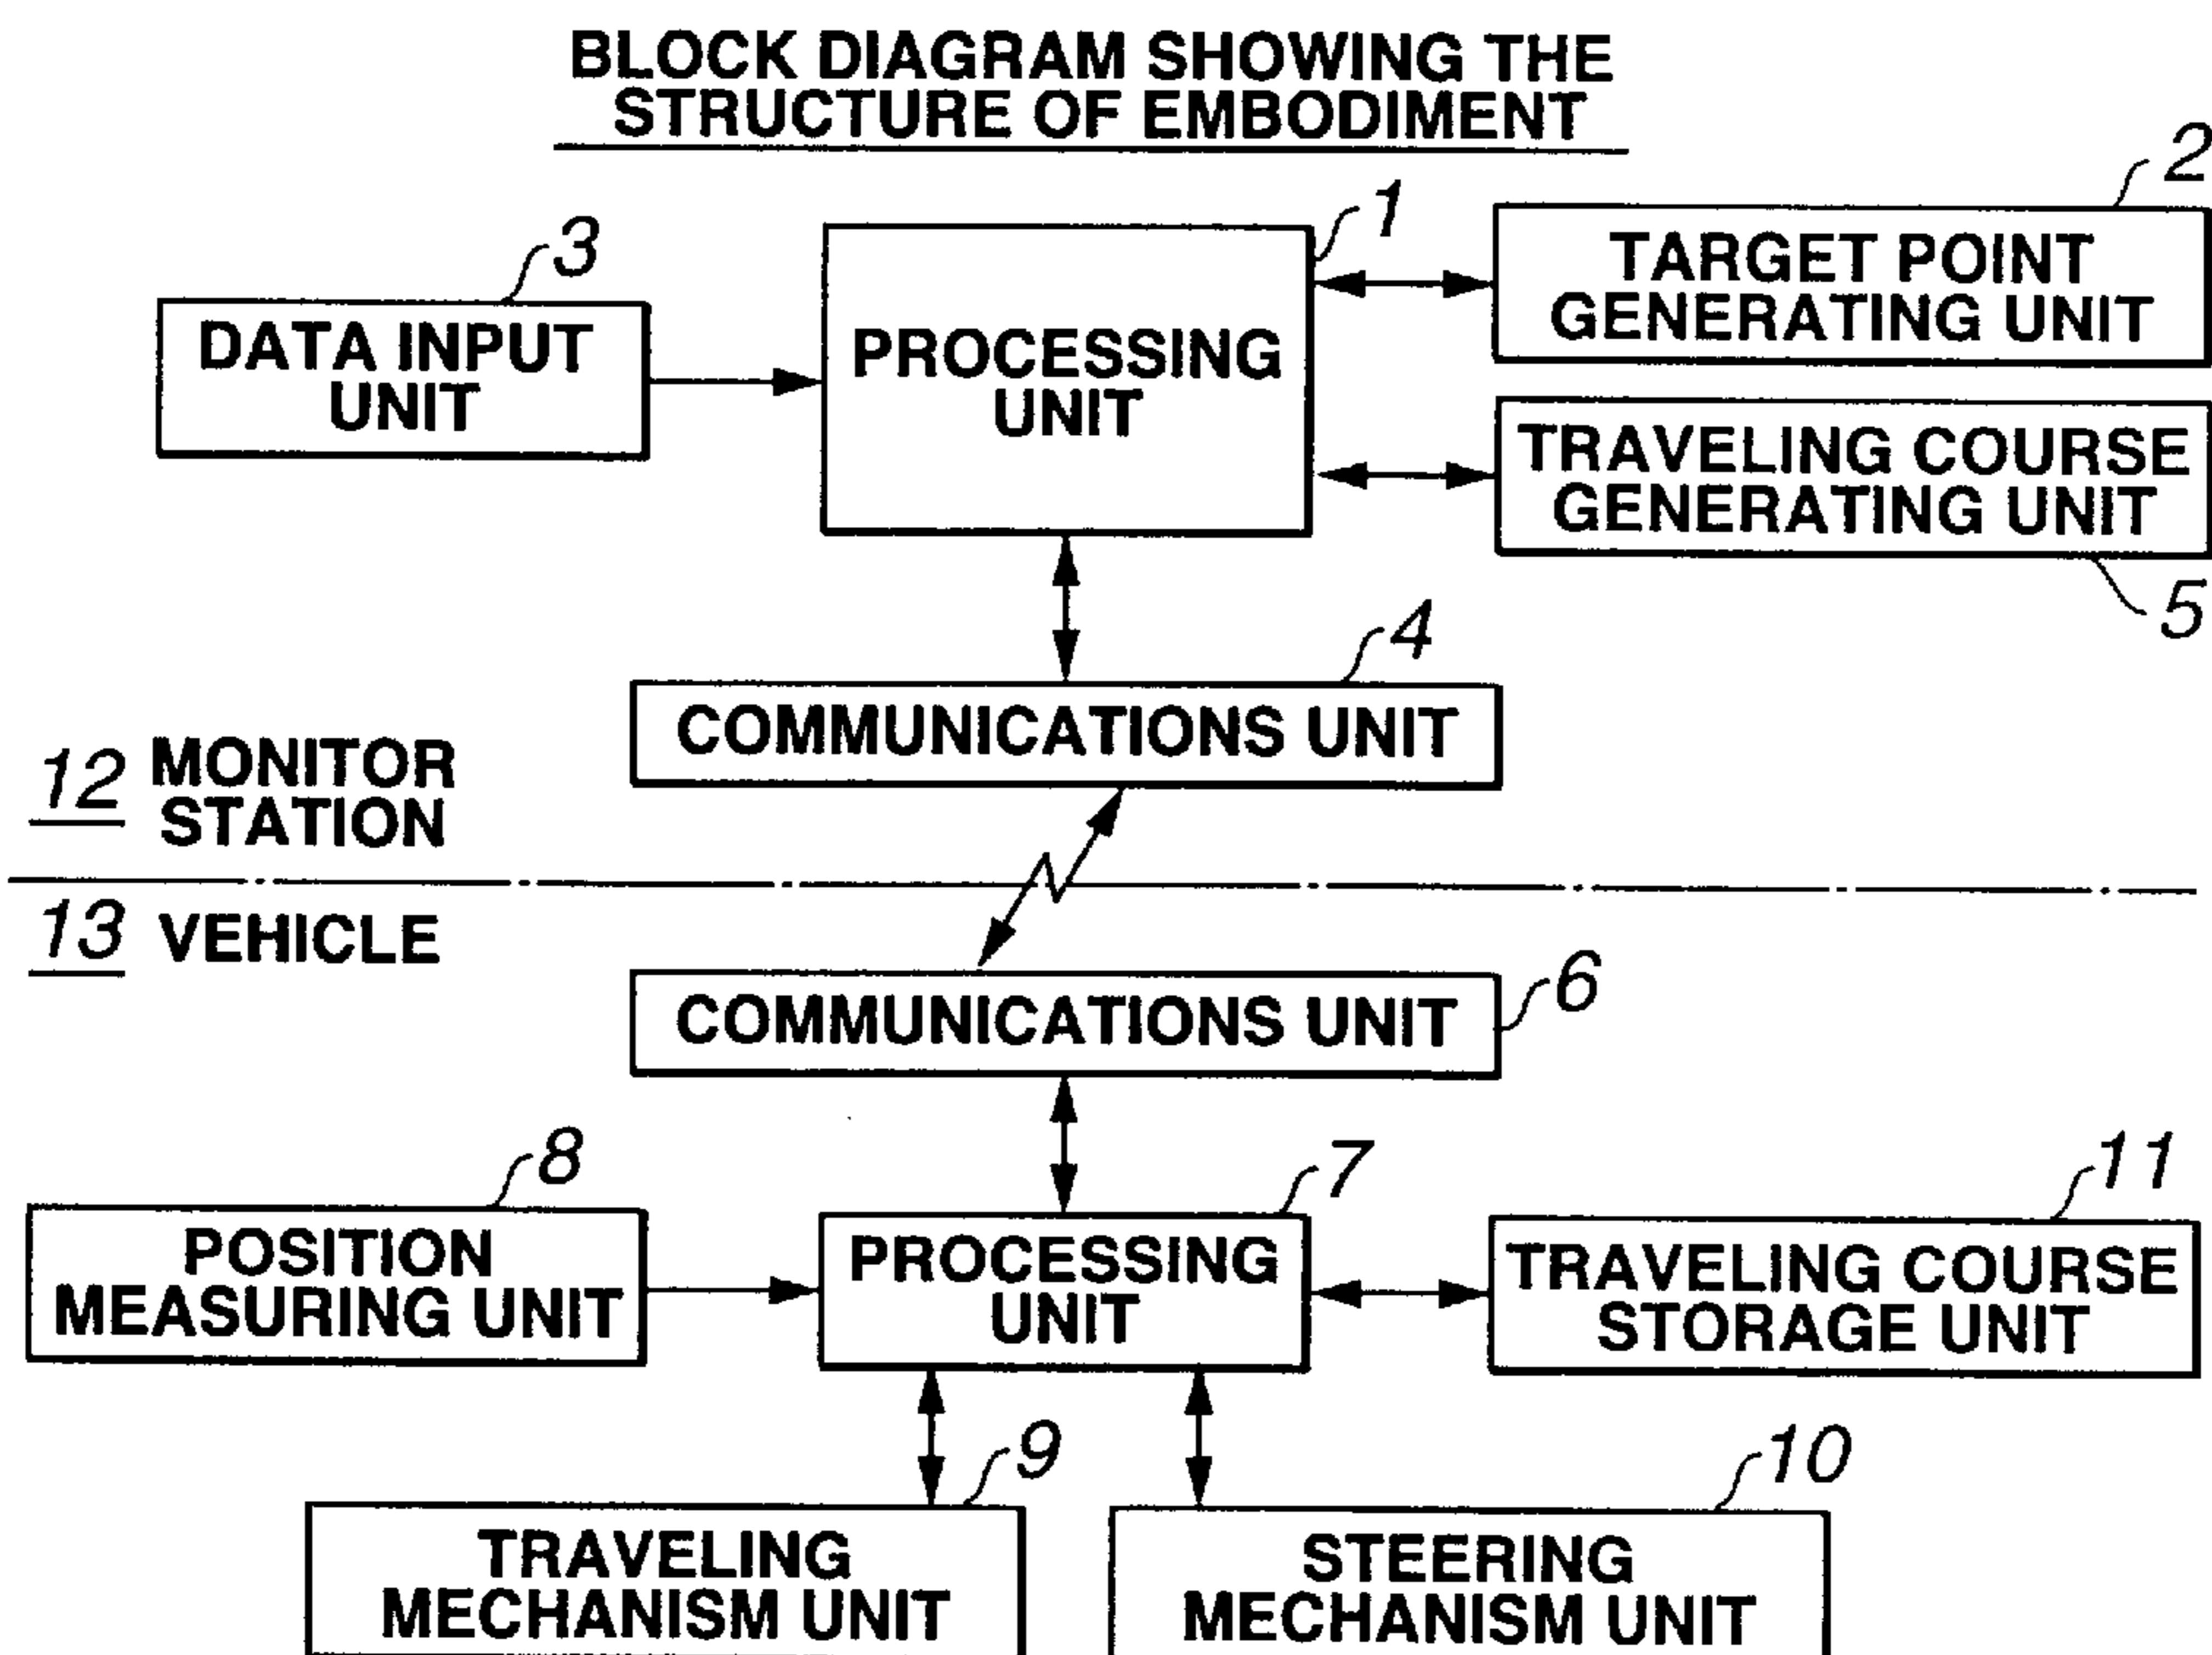 BLOCK DIAGRAM SHOWING THE
STRUCTURE OF EMBODIMENT
1
2
3
TARGET POINT
GENERATING UNIT
DATA INPUT
UNIT
PROCESSING
UNIT
TRAVELING COURSE
GENERATING UNIT
5
4
COMMUNICATIONS UNIT
12 MONITOR
STATION
13 VEHICLE
6
COMMUNICATIONS UNIT
8
7
11
POSITION
MEASURING UNIT
PROCESSING
UNIT
TRAVELING COURSE
STORAGE UNIT
9
10
TRAVELING
MECHANISM UNIT
STEERING
MECHANISM UNIT